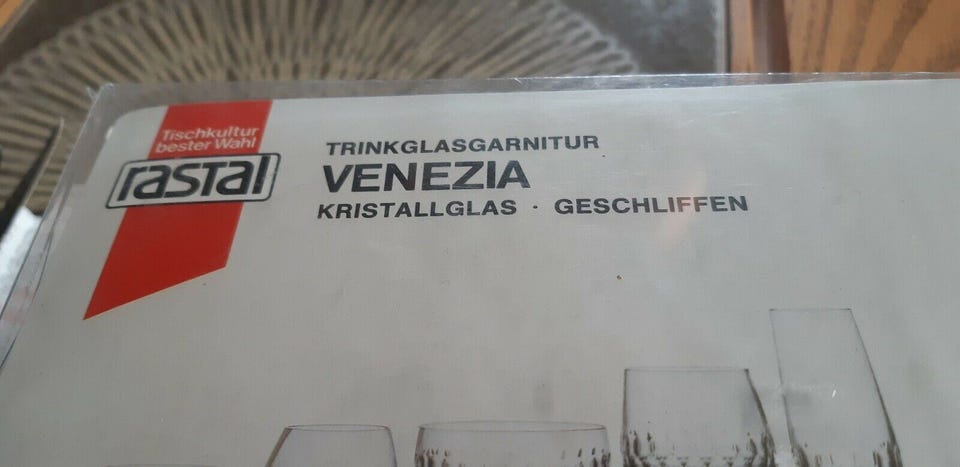 Tischkultur
bester Wahl
rastal
TRINKGLASGARNITUR
VENEZIA
KRISTALLGLAS · GESCHLIFFEN